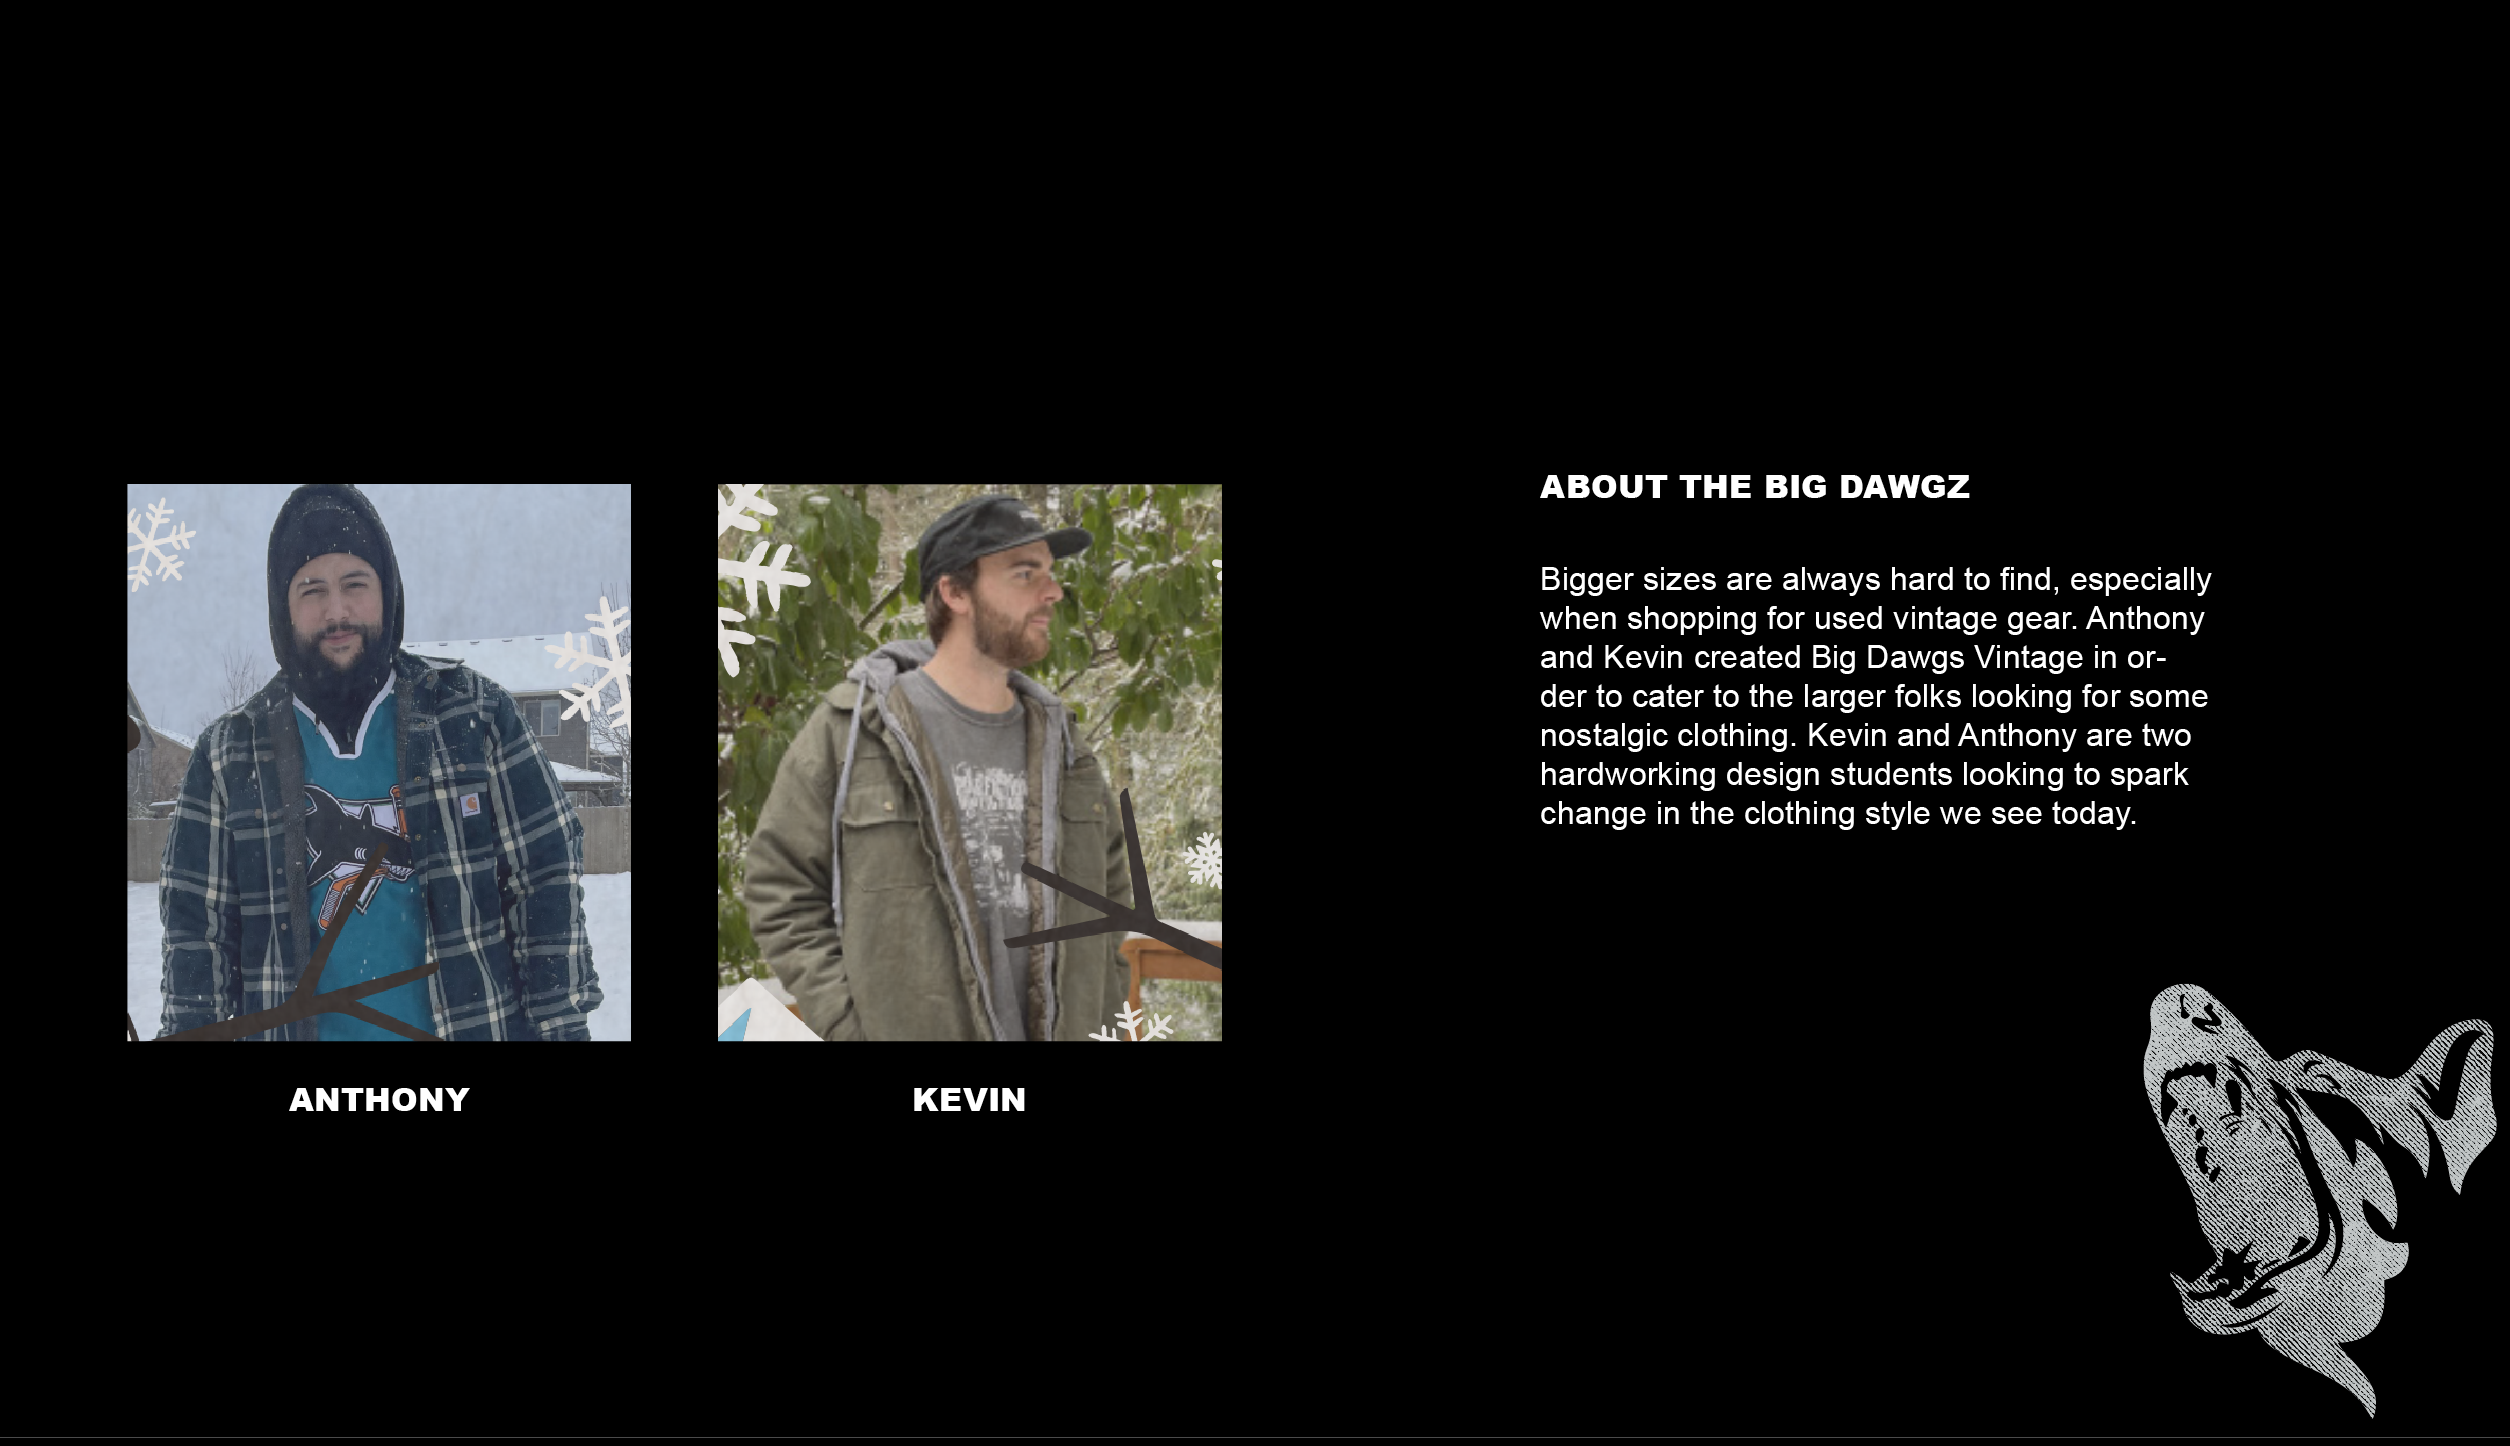 ABOUT THE BIG DAWGZ
Bigger sizes are always hard to find, especially
when shopping for used vintage gear. Anthony
and Kevin created Big Dawgs Vintage in or-
der to cater to the larger folks looking for some
nostalgic clothing. Kevin and Anthony are two
hardworking design students looking to spark
change in the clothing style we see today.
ANTHONY
KEVIN